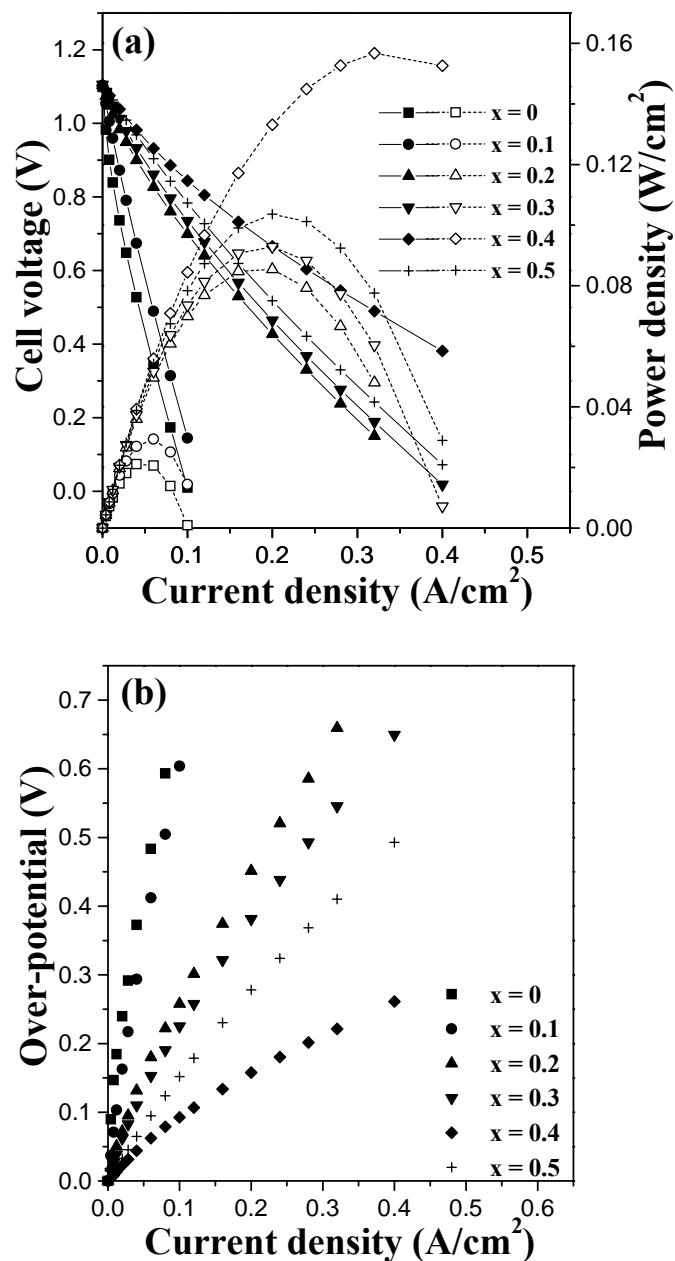 (a)
1.2
1.0
0.8
0.6
0.4
0.2
0.0
Cell voltage (V)
0.16
0.12
0.08
0.04
0.00
Power density (W/cm²)
x = 0
x = 0.1
x = 0.2
x = 0.3
x = 0.4
x = 0.5
0.0 0.1 0.2 0.3 0.4 0.5
Current density (A/cm²)
(b)
0.7
0.6
0.5
0.4
0.3
0.2
0.1
0.0
Over-potential (V)
x = 0
x = 0.1
x = 0.2
x = 0.3
x = 0.4
x = 0.5
0.0 0.1 0.2 0.3 0.4 0.5 0.6
Current density (A/cm²)